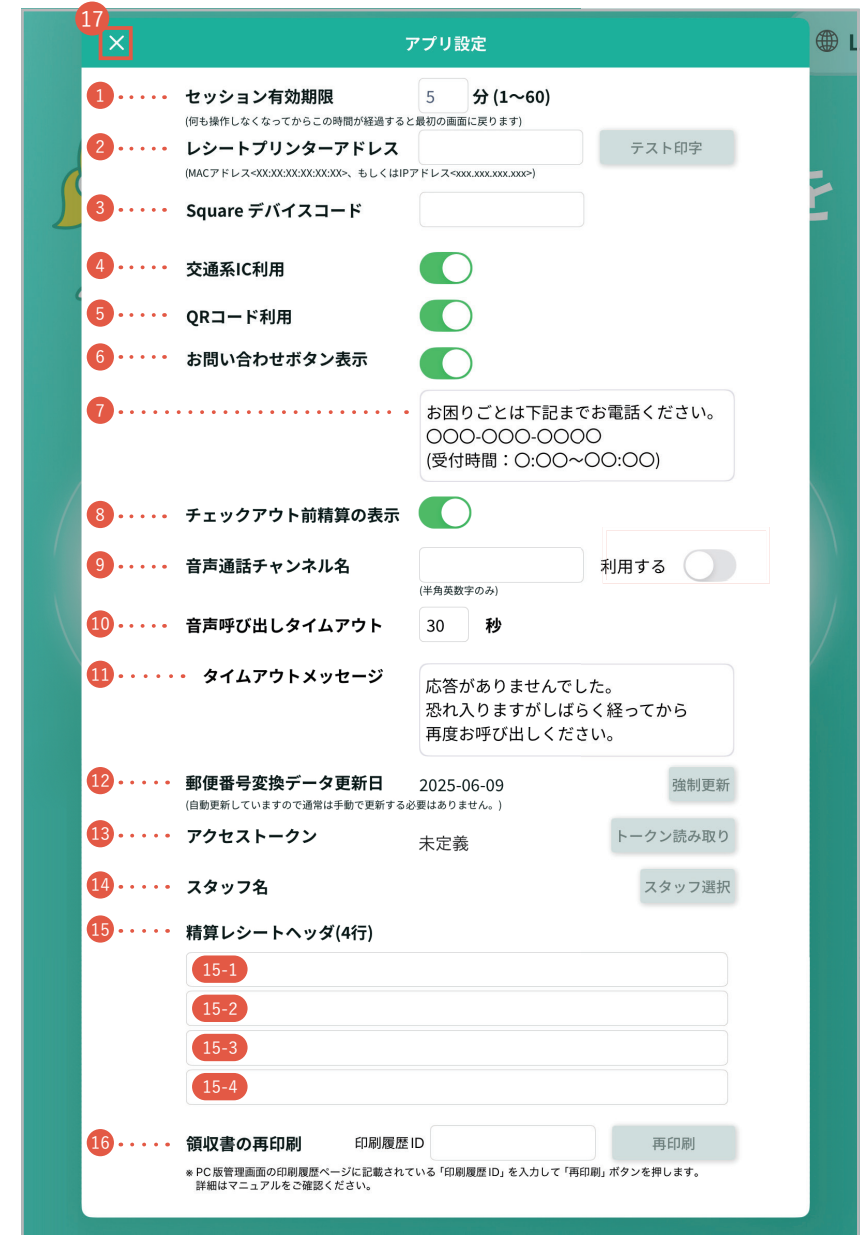 17
× アプリ設定
L
を
1 セッション有効期限 5 分 (1〜60)
(何も操作しなくなってからこの時間が経過すると最初の画面に戻ります)
2 レシートプリンターアドレス テスト印字
(MACアドレス<XX:XX:XX:XX:XX:XX>、もしくはIPアドレス<xxx.xxx.xxx.xxx>)
3 Square デバイスコード
4 交通系IC利用
5 QRコード利用
6 お問い合わせボタン表示
7 お困りごとは下記までお電話ください。
〇〇〇-〇〇〇-〇〇〇〇
(受付時間：〇:〇〇〜〇〇:〇〇)
8 チェックアウト前精算の表示
9 音声通話チャンネル名 利用する
(半角英数字のみ)
10 音声呼び出しタイムアウト 30 秒
11 タイムアウトメッセージ
応答がありませんでした。
恐れ入りますがしばらく経ってから
再度お呼び出しください。
12 郵便番号変換データ更新日 2025-06-09 強制更新
(自動更新していますので通常は手動で更新する必要はありません。)
13 アクセストークン 未定義 トークン読み取り
14 スタッフ名 スタッフ選択
15 精算レシートヘッダ(4行)
15-1
15-2
15-3
15-4
16 領収書の再印刷 印刷履歴ID 再印刷
※ PC版管理画面の印刷履歴ページに記載されている「印刷履歴ID」を入力して「再印刷」ボタンを押します。
詳細はマニュアルをご確認ください。